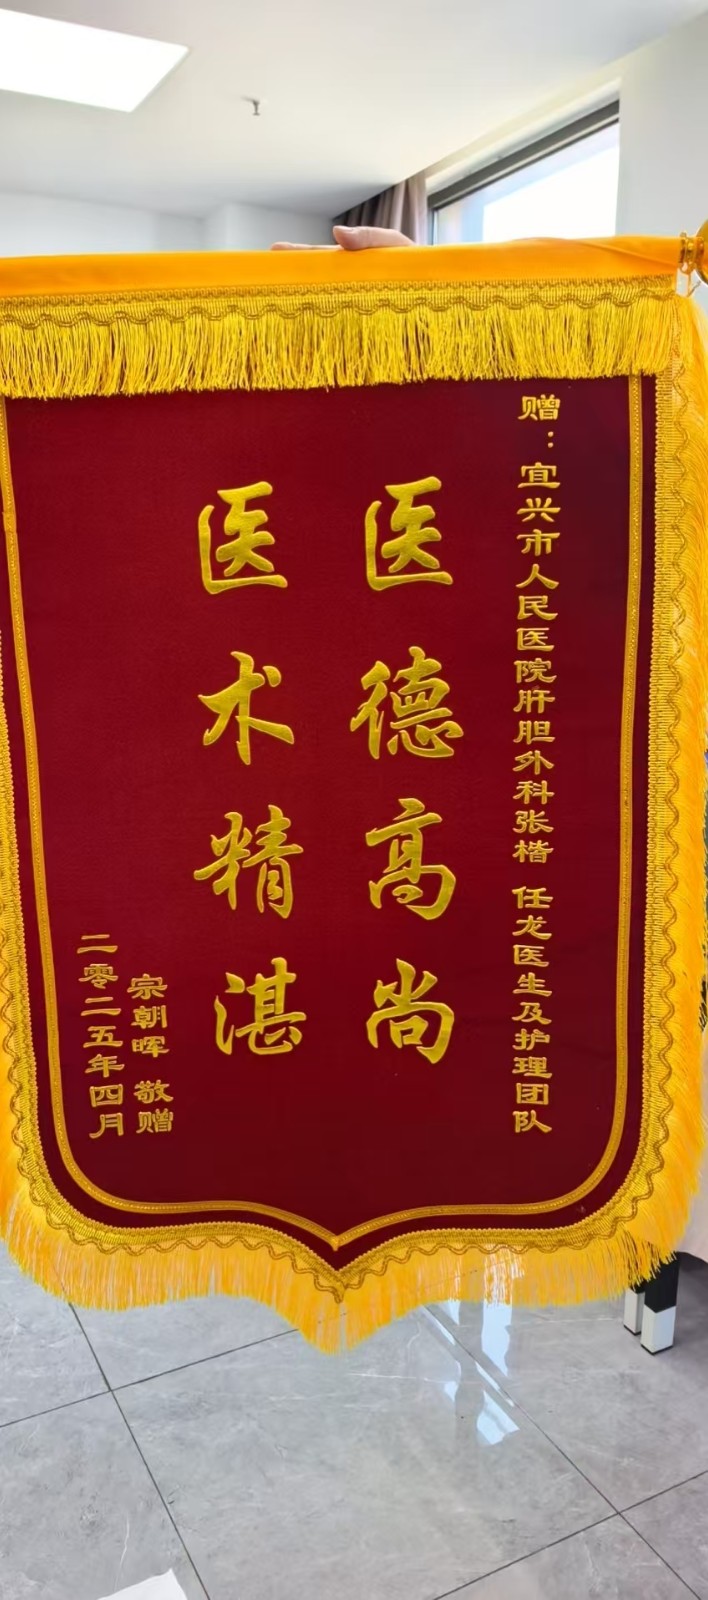 赠：宜兴市人民医院肝胆外科张楷 任龙医生及护理团队
医德高尚
医术精湛
宗朝晖 敬赠
二零二五年四月